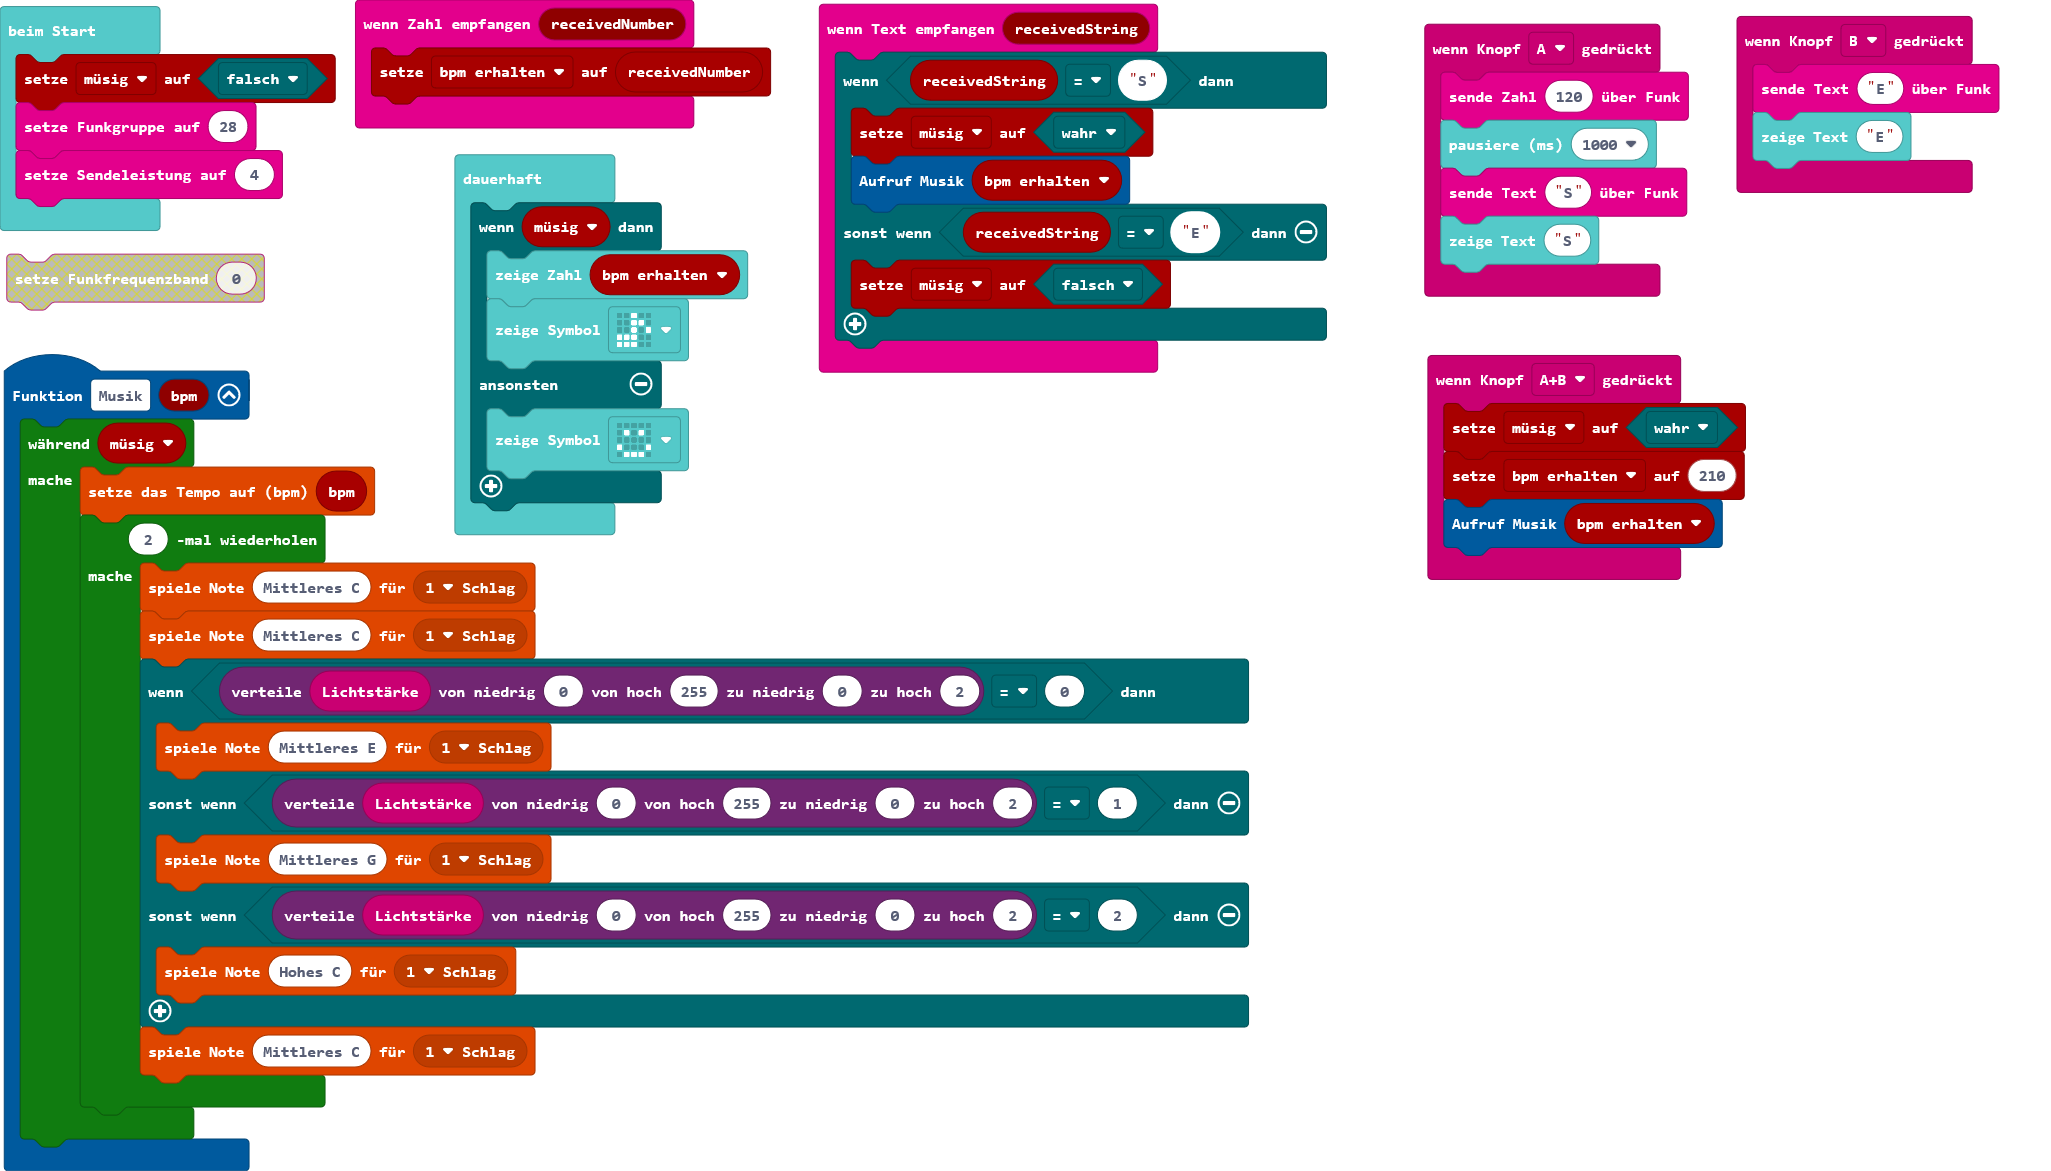 beim Start
setze müsig auf falsch
setze Funkgruppe auf 28
setze Sendeleistung auf 4
setze Funkfrequenzband 0
wenn Zahl empfangen receivedNumber
setze bpm erhalten auf receivedNumber
dauerhaft
wenn müsig dann
zeige Zahl bpm erhalten
zeige Symbol
ansonsten
zeige Symbol
wenn Text empfangen receivedString
wenn receivedString = "S" dann
setze müsig auf wahr
Aufruf Musik bpm erhalten
sonst wenn receivedString = "E" dann
setze müsig auf falsch
wenn Knopf A gedrückt
sende Zahl 120 über Funk
pausiere (ms) 1000
sende Text "S" über Funk
zeige Text "S"
wenn Knopf B gedrückt
sende Text "E" über Funk
zeige Text "E"
wenn Knopf A+B gedrückt
setze müsig auf wahr
setze bpm erhalten auf 210
Aufruf Musik bpm erhalten
Funktion Musik bpm
während müsig
mache
setze das Tempo auf (bpm) bpm
2 -mal wiederholen
mache
spiele Note Mittleres C für 1 Schlag
spiele Note Mittleres C für 1 Schlag
wenn verteile Lichtstärke von niedrig 0 von hoch 255 zu niedrig 0 zu hoch 2 = 0 dann
spiele Note Mittleres E für 1 Schlag
sonst wenn verteile Lichtstärke von niedrig 0 von hoch 255 zu niedrig 0 zu hoch 2 = 1 dann
spiele Note Mittleres G für 1 Schlag
sonst wenn verteile Lichtstärke von niedrig 0 von hoch 255 zu niedrig 0 zu hoch 2 = 2 dann
spiele Note Hohes C für 1 Schlag
spiele Note Mittleres C für 1 Schlag